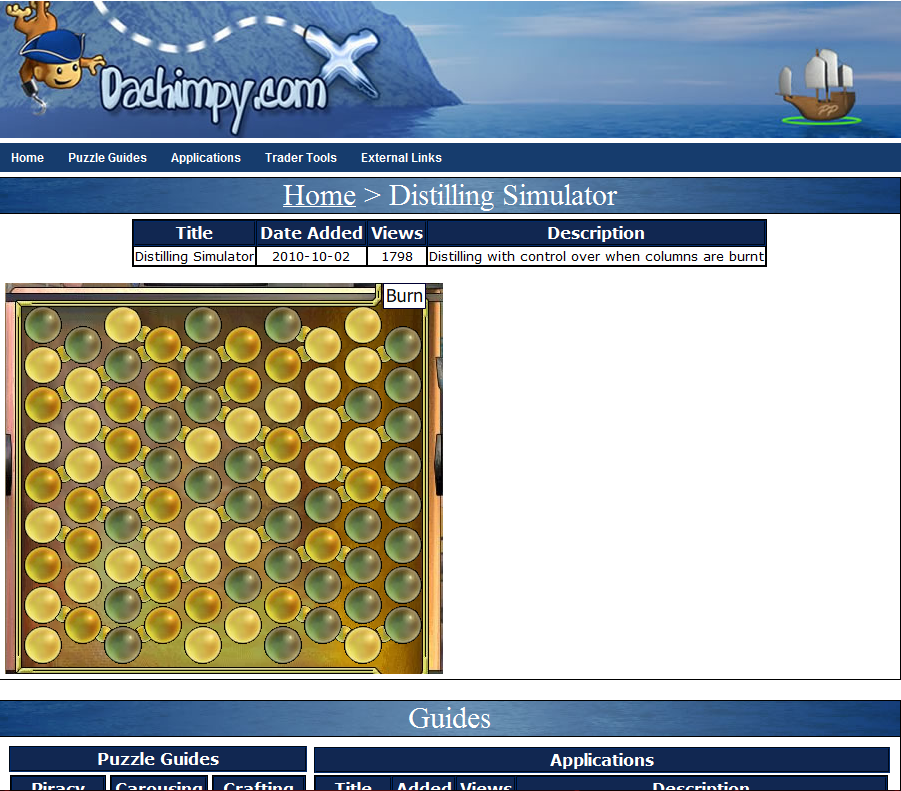 Dachimpy.com
PP
Home Puzzle Guides Applications Trader Tools External Links
Home > Distilling Simulator
Title Date Added Views Description
Distilling Simulator 2010-10-02 1798 Distilling with control over when columns are burnt
Burn
Guides
Puzzle Guides Applications
Piracy Carousing Crafting Title Added Views Description